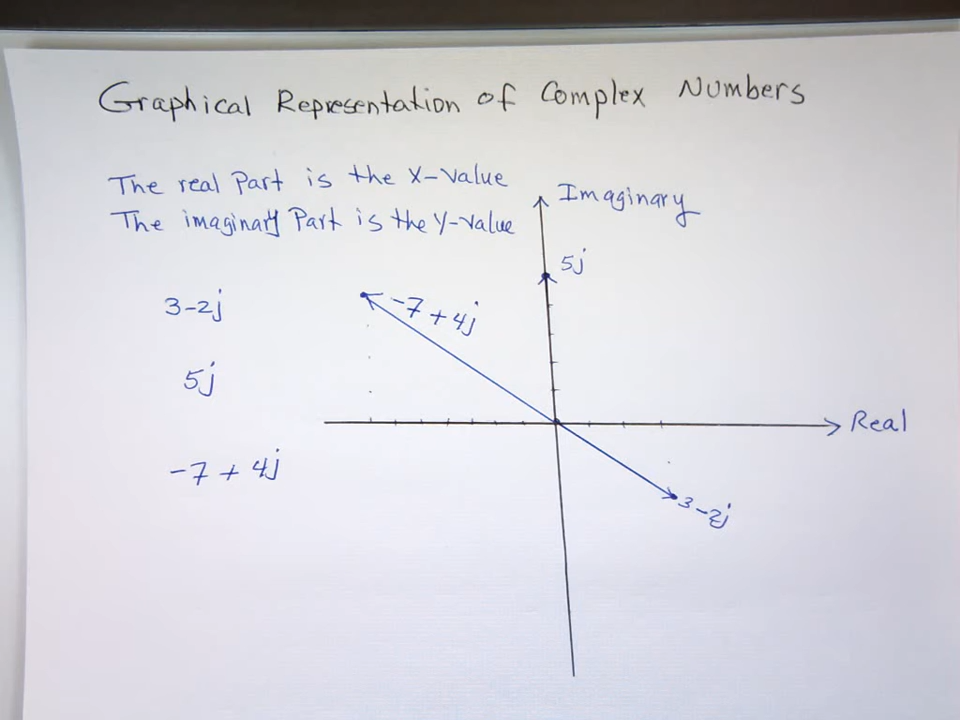 Graphical Representation of Complex Numbers
The real Part is the X-Value
The imaginary Part is the Y-Value
Imaginary
5j
3-2j
-7 + 4j
5j
Real
-7 + 4j
3-2j